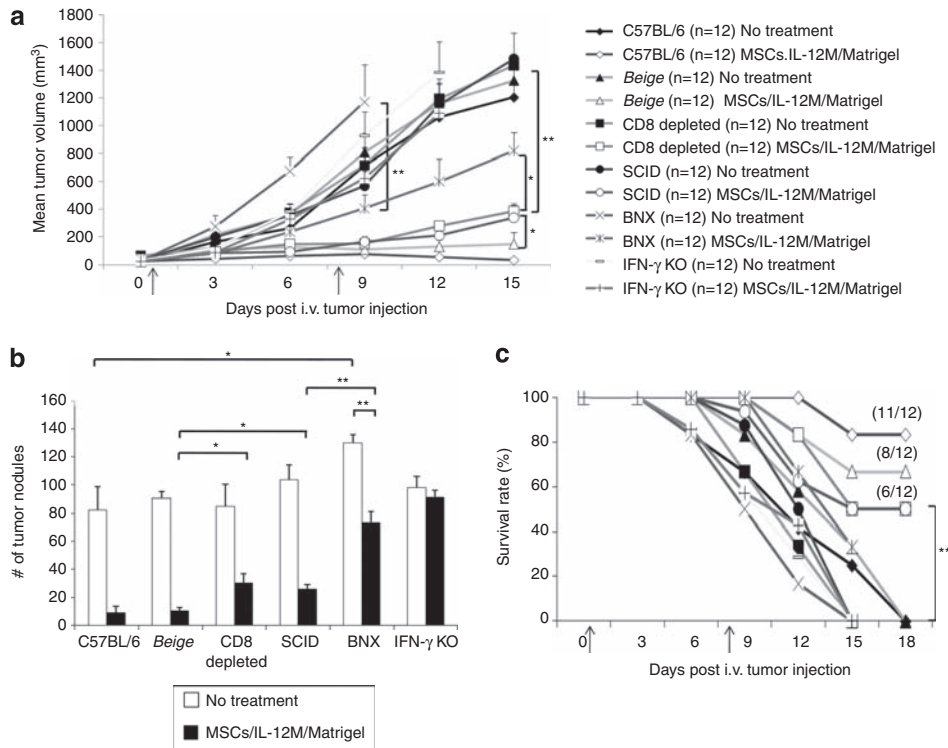 a
Mean tumor volume (mm³)
1800
1600
1400
1200
1000
800
600
400
200
0
** 
**
*
*
0 3 6 9 12 15
Days post i.v. tumor injection
C57BL/6 (n=12) No treatment
C57BL/6 (n=12) MSCs.IL-12M/Matrigel
Beige (n=12) No treatment
Beige (n=12) MSCs/IL-12M/Matrigel
CD8 depleted (n=12) No treatment
CD8 depleted (n=12) MSCs/IL-12M/Matrigel
SCID (n=12) No treatment
SCID (n=12) MSCs/IL-12M/Matrigel
BNX (n=12) No treatment
BNX (n=12) MSCs/IL-12M/Matrigel
IFN-γ KO (n=12) No treatment
IFN-γ KO (n=12) MSCs/IL-12M/Matrigel
b
# of tumor nodules
160
140
120
100
80
60
40
20
0
*
**
**
*
*
C57BL/6 Beige CD8 depleted SCID BNX IFN-γ KO
No treatment
MSCs/IL-12M/Matrigel
c
Survival rate (%)
100
80
60
40
20
0
(11/12)
(8/12)
(6/12)
**
0 3 6 9 12 15 18
Days post i.v. tumor injection